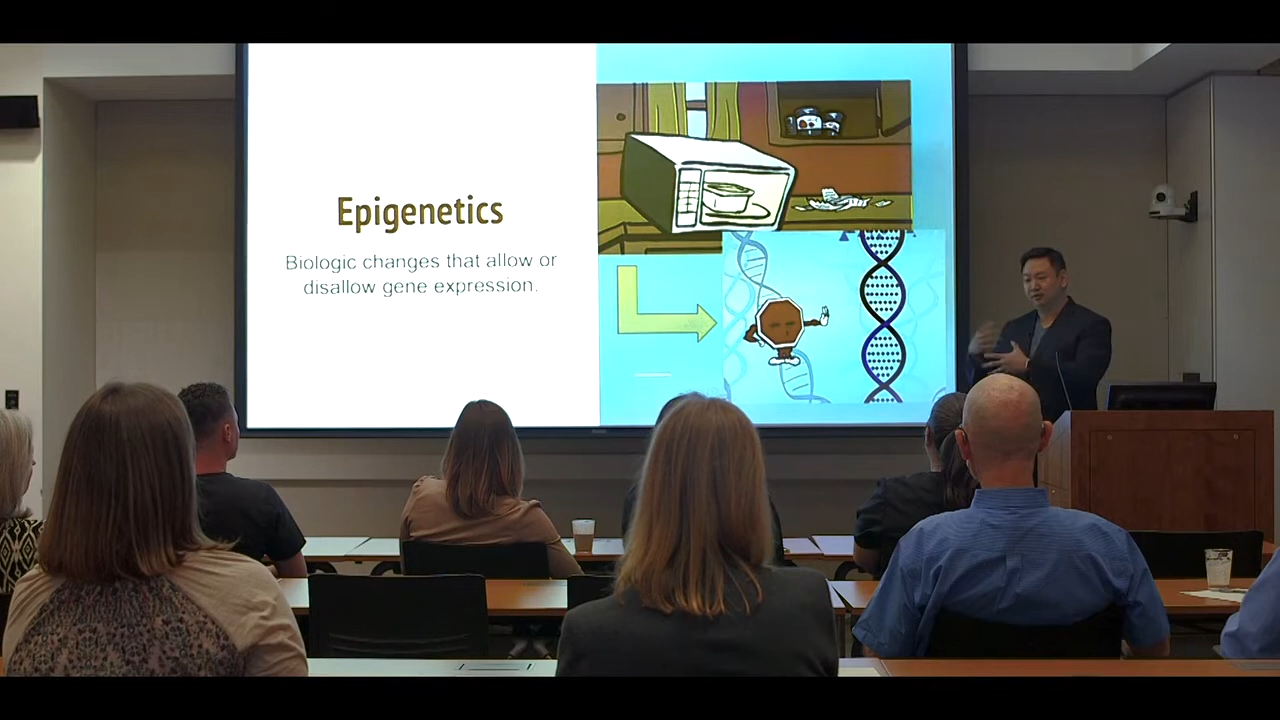 Epigenetics
Biologic changes that allow or
disallow gene expression.